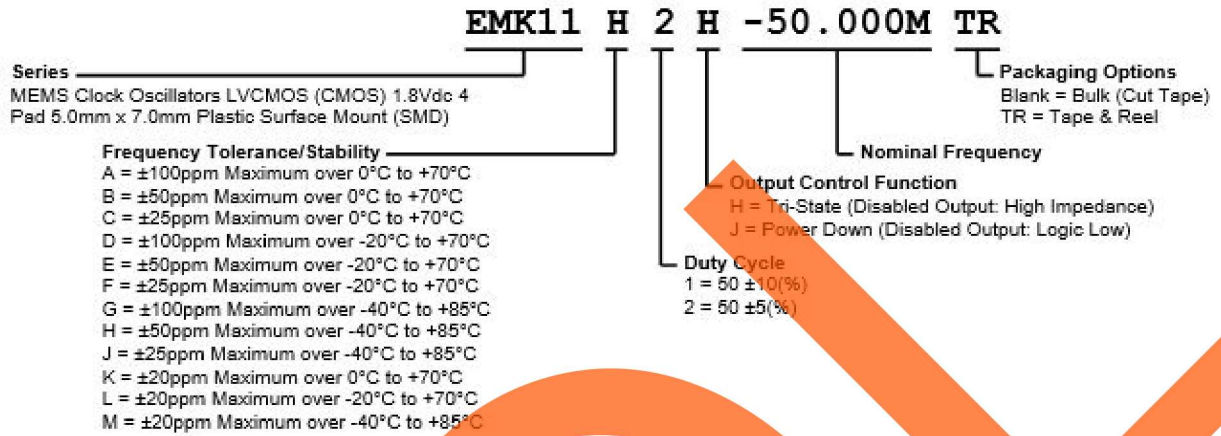 EMK11 H 2 H -50.000M TR
Series
MEMS Clock Oscillators LVCMOS (CMOS) 1.8Vdc 4
Pad 5.0mm x 7.0mm Plastic Surface Mount (SMD)
Packaging Options
Blank = Bulk (Cut Tape)
TR = Tape & Reel
Frequency Tolerance/Stability
A = ±100ppm Maximum over 0°C to +70°C
B = ±50ppm Maximum over 0°C to +70°C
C = ±25ppm Maximum over 0°C to +70°C
D = ±100ppm Maximum over -20°C to +70°C
E = ±50ppm Maximum over -20°C to +70°C
F = ±25ppm Maximum over -20°C to +70°C
G = ±100ppm Maximum over -40°C to +85°C
H = ±50ppm Maximum over -40°C to +85°C
J = ±25ppm Maximum over -40°C to +85°C
K = ±20ppm Maximum over 0°C to +70°C
L = ±20ppm Maximum over -20°C to +70°C
M = ±20ppm Maximum over -40°C to +85°C
Nominal Frequency
Output Control Function
H = Tri-State (Disabled Output: High Impedance)
J = Power Down (Disabled Output: Logic Low)
Duty Cycle
1 = 50 ±10(%)
2 = 50 ±5(%)